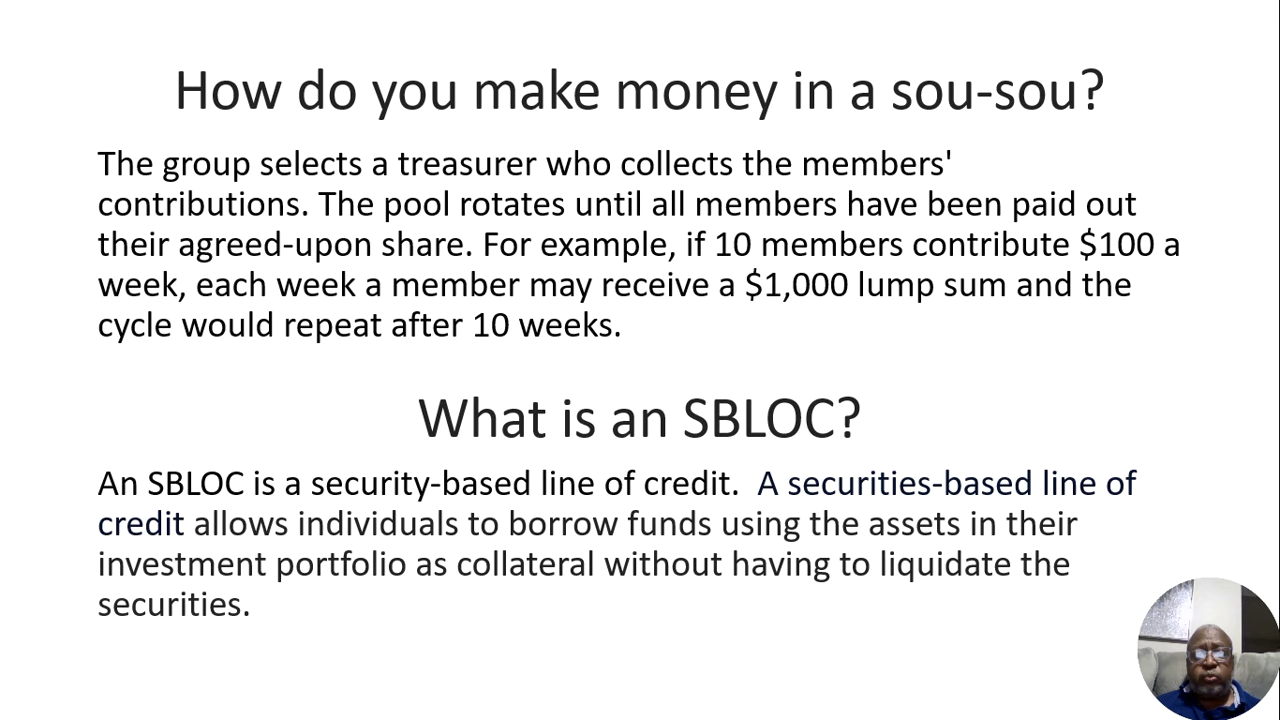 How do you make money in a sou-sou?
The group selects a treasurer who collects the members'
contributions. The pool rotates until all members have been paid out
their agreed-upon share. For example, if 10 members contribute $100 a
week, each week a member may receive a $1,000 lump sum and the
cycle would repeat after 10 weeks.
What is an SBLOC?
An SBLOC is a security-based line of credit.  A securities-based line of
credit allows individuals to borrow funds using the assets in their
investment portfolio as collateral without having to liquidate the
securities.